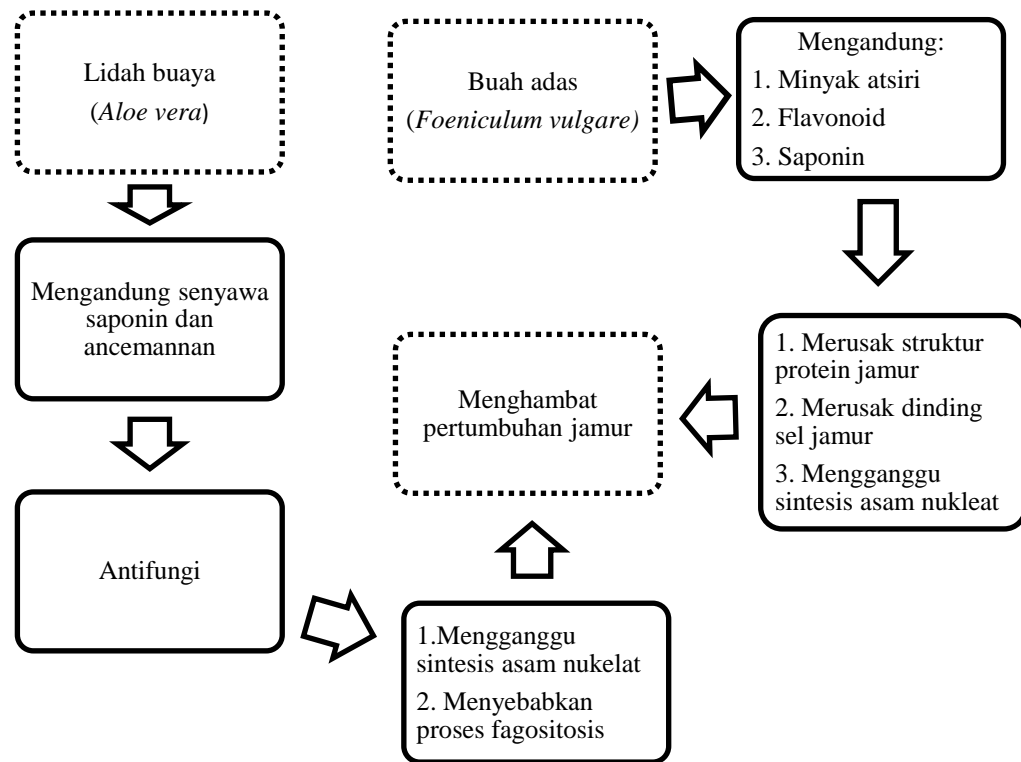 Lidah buaya
(Aloe vera)
Mengandung senyawa
saponin dan
ancemannan
Antifungi
1.Mengganggu
sintesis asam nukelat
2. Menyebabkan
proses fagositosis
Buah adas
(Foeniculum vulgare)
Mengandung:
1. Minyak atsiri
2. Flavonoid
3. Saponin
1. Merusak struktur
protein jamur
2. Merusak dinding
sel jamur
3. Mengganggu
sintesis asam nukleat
Menghambat
pertumbuhan jamur